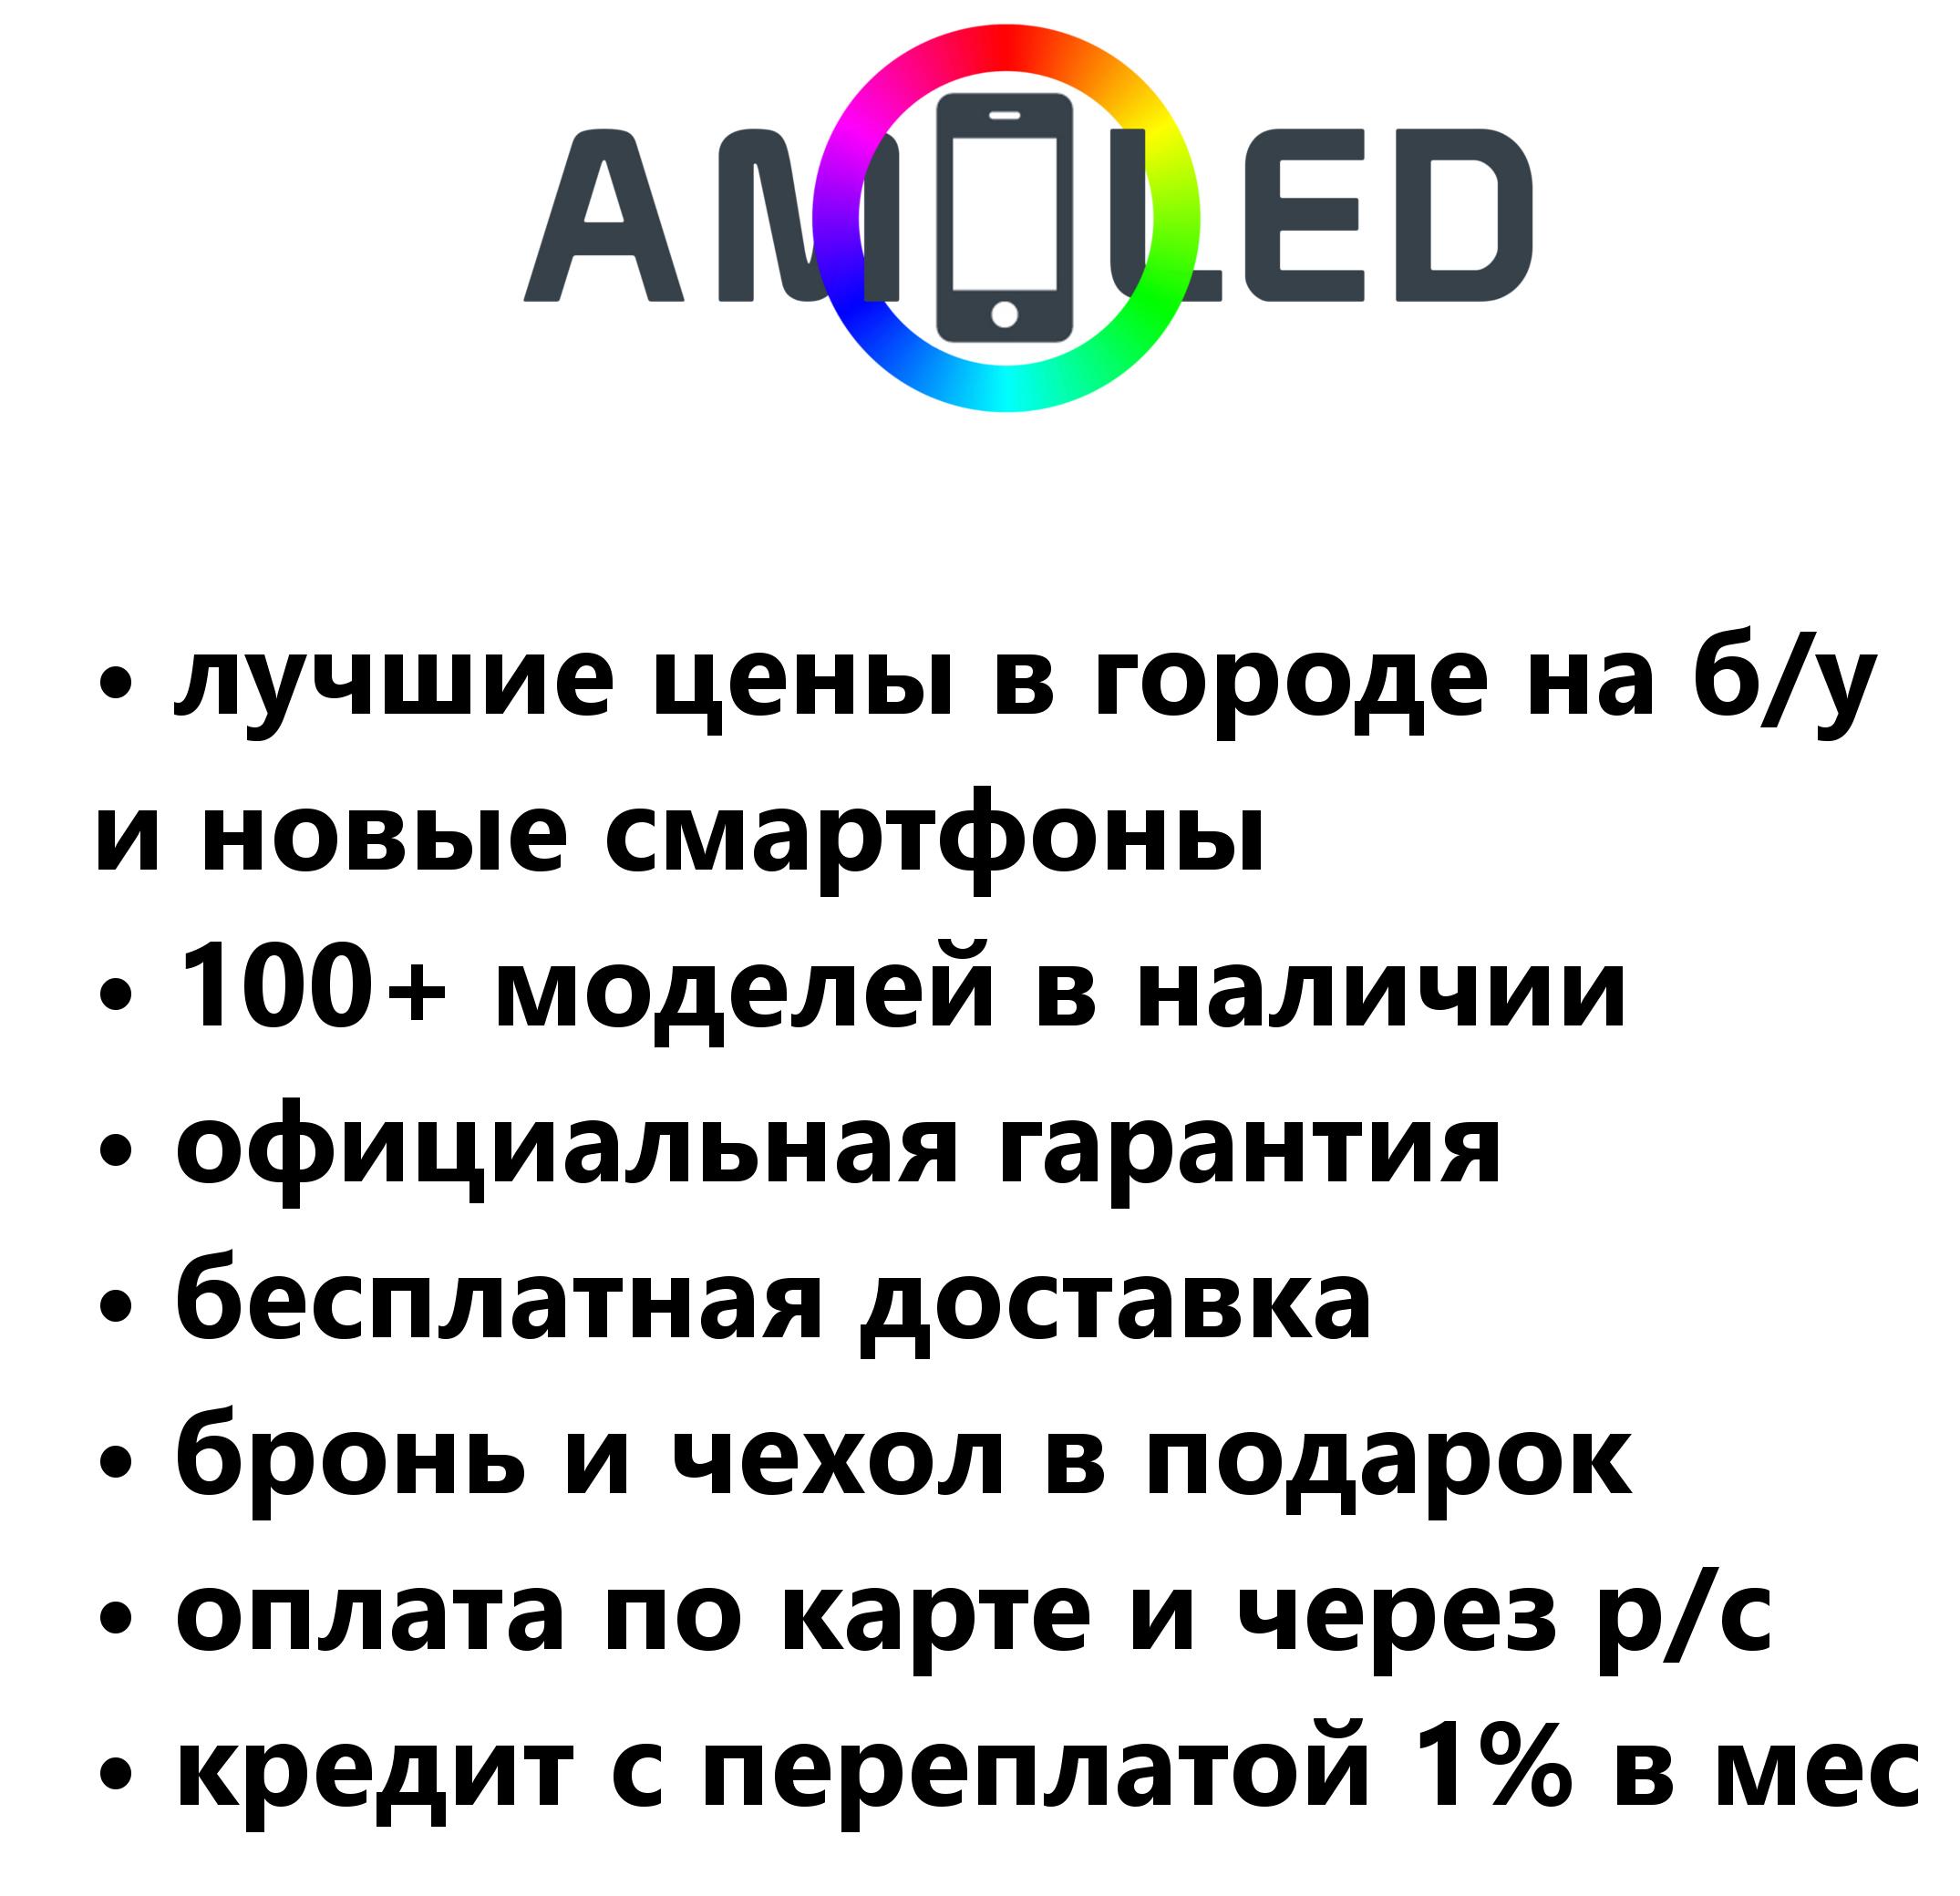 AMOLED
• лучшие цены в городе на б/у
и новые смартфоны
• 100+ моделей в наличии
• официальная гарантия
• бесплатная доставка
• бронь и чехол в подарок
• оплата по карте и через р/с
• кредит с переплатой 1% в мес